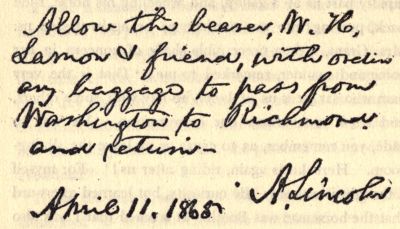 Allow the bearer, W. H.
Lamon & friend, with ordin
ary baggage to pass from
Washington to Richmond
and return—
April 11. 1865 A Lincoln